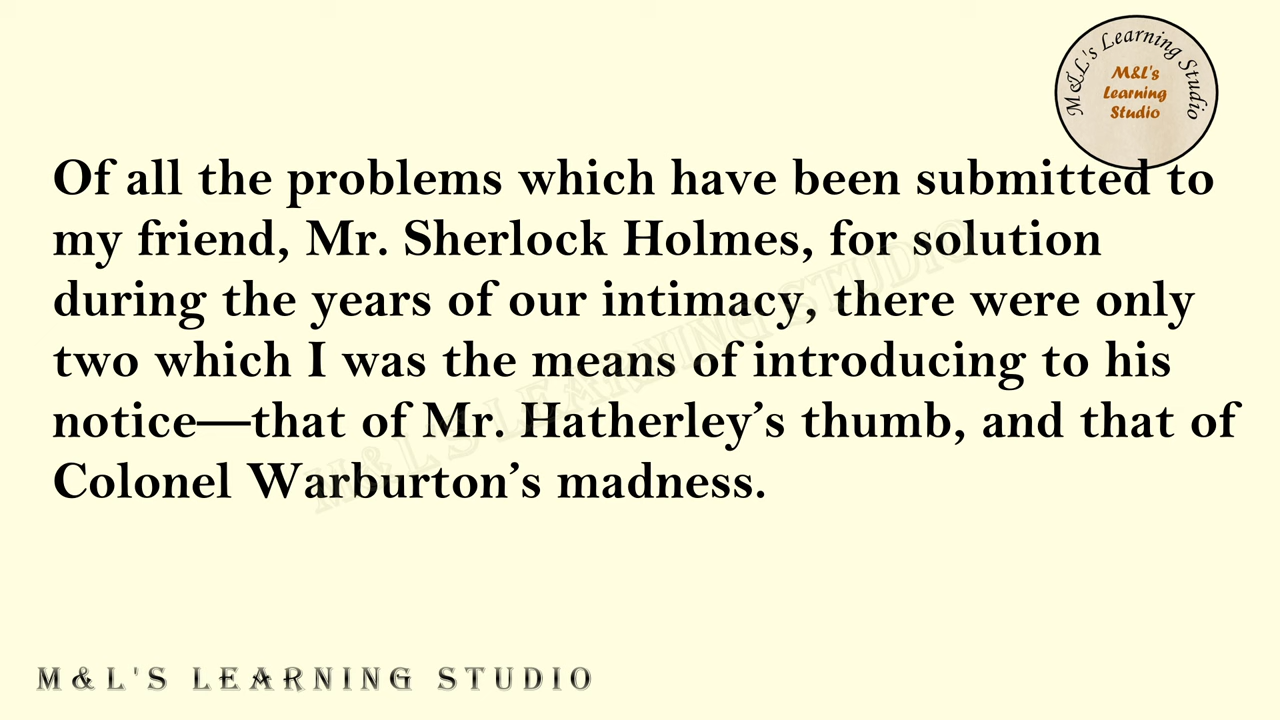 M&L's Learning Studio
M&L's
Learning
Studio
Of all the problems which have been submitted to
my friend, Mr. Sherlock Holmes, for solution
during the years of our intimacy, there were only
two which I was the means of introducing to his
notice—that of Mr. Hatherley’s thumb, and that of
Colonel Warburton’s madness.
M&L'S LEARNING STUDIO
M&L'S LEARNING STUDIO